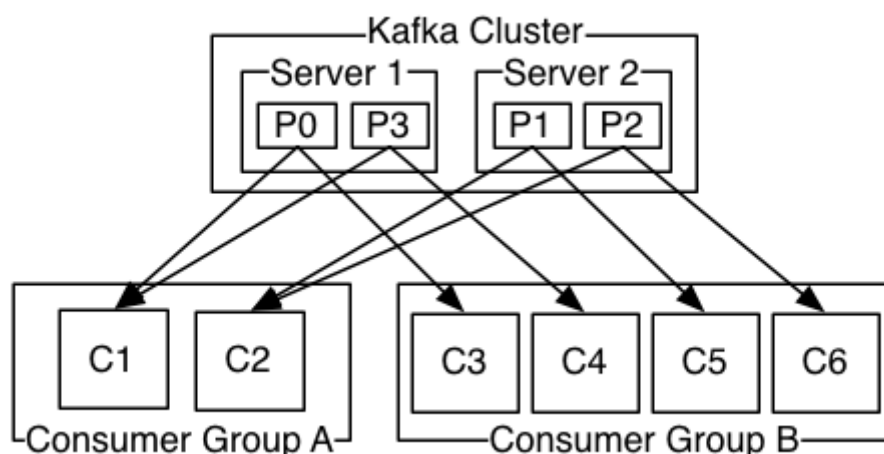 Kafka Cluster
Server 1
Server 2
P0
P3
P1
P2
C1
C2
C3
C4
C5
C6
Consumer Group A
Consumer Group B